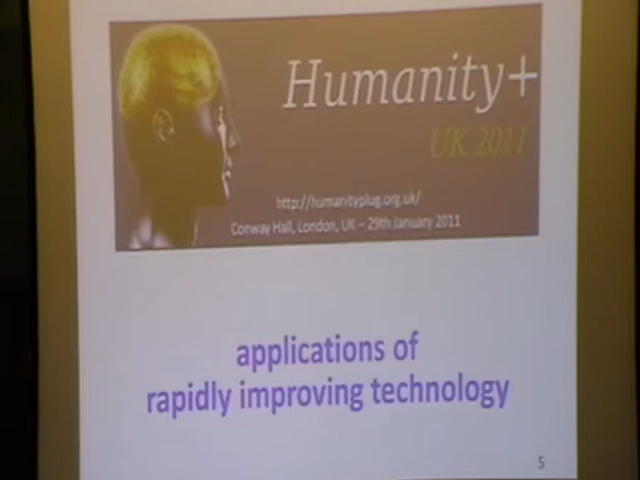 Humanity+
UK 2011
http://humanityplug.org.uk/
Conway Hall, London, UK – 29th January 2011
applications of
rapidly improving technology
5